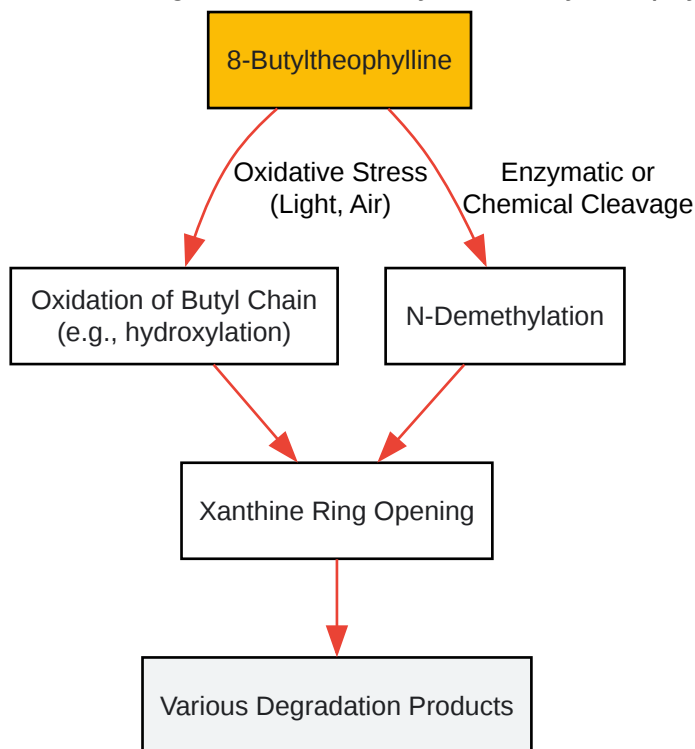 8-Butyltheophylline
Oxidative Stress
(Light, Air)
Enzymatic or
Chemical Cleavage
Oxidation of Butyl Chain
(e.g., hydroxylation)
N-Demethylation
Xanthine Ring Opening
Various Degradation Products